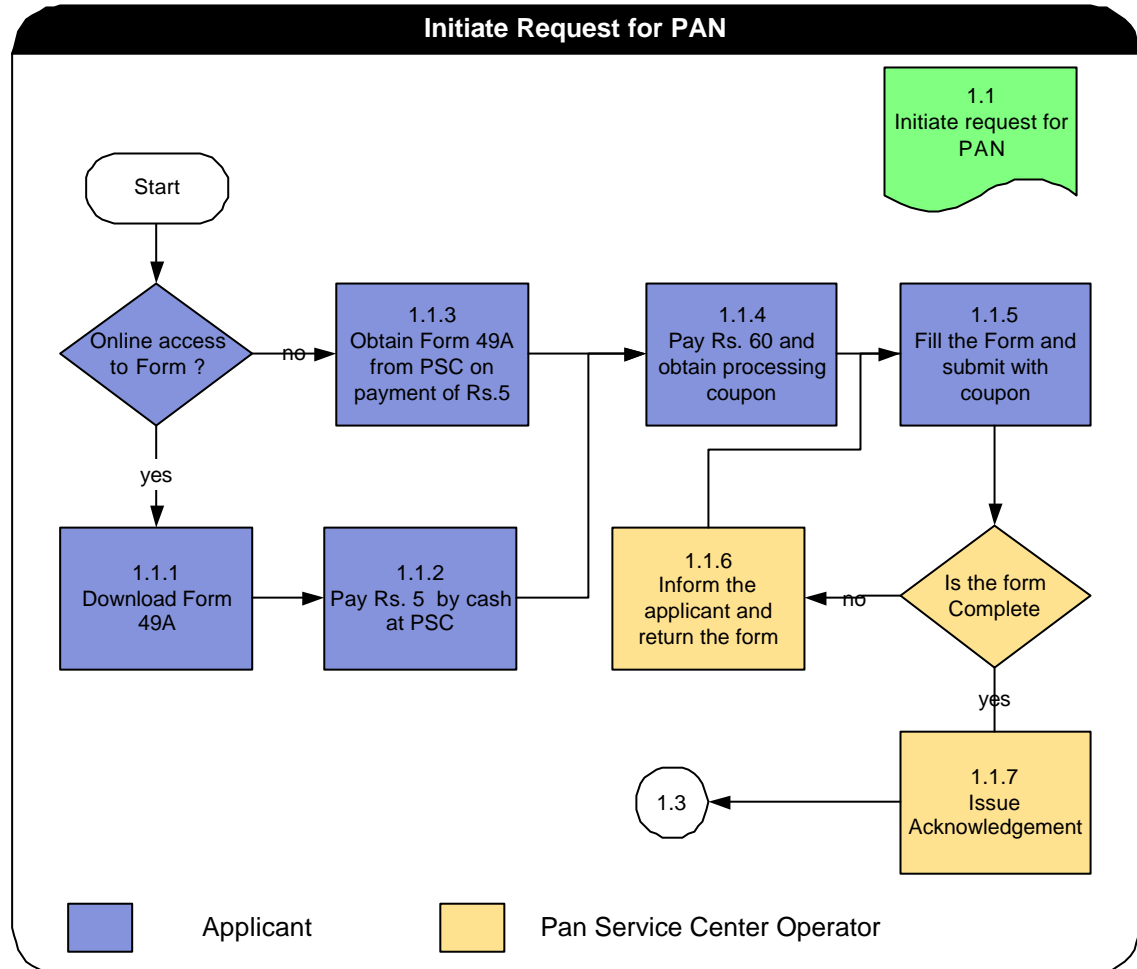 Initiate Request for PAN
1.1
Initiate request for
PAN
Start
Online access
to Form ?
no
1.1.3
Obtain Form 49A
from PSC on
payment of Rs.5
1.1.4
Pay Rs. 60 and
obtain processing
coupon
1.1.5
Fill the Form and
submit with
coupon
yes
1.1.1
Download Form
49A
1.1.2
Pay Rs. 5 by cash
at PSC
1.1.6
Inform the
applicant and
return the form
no
Is the form
Complete
yes
1.3
1.1.7
Issue
Acknowledgement
Applicant
Pan Service Center Operator